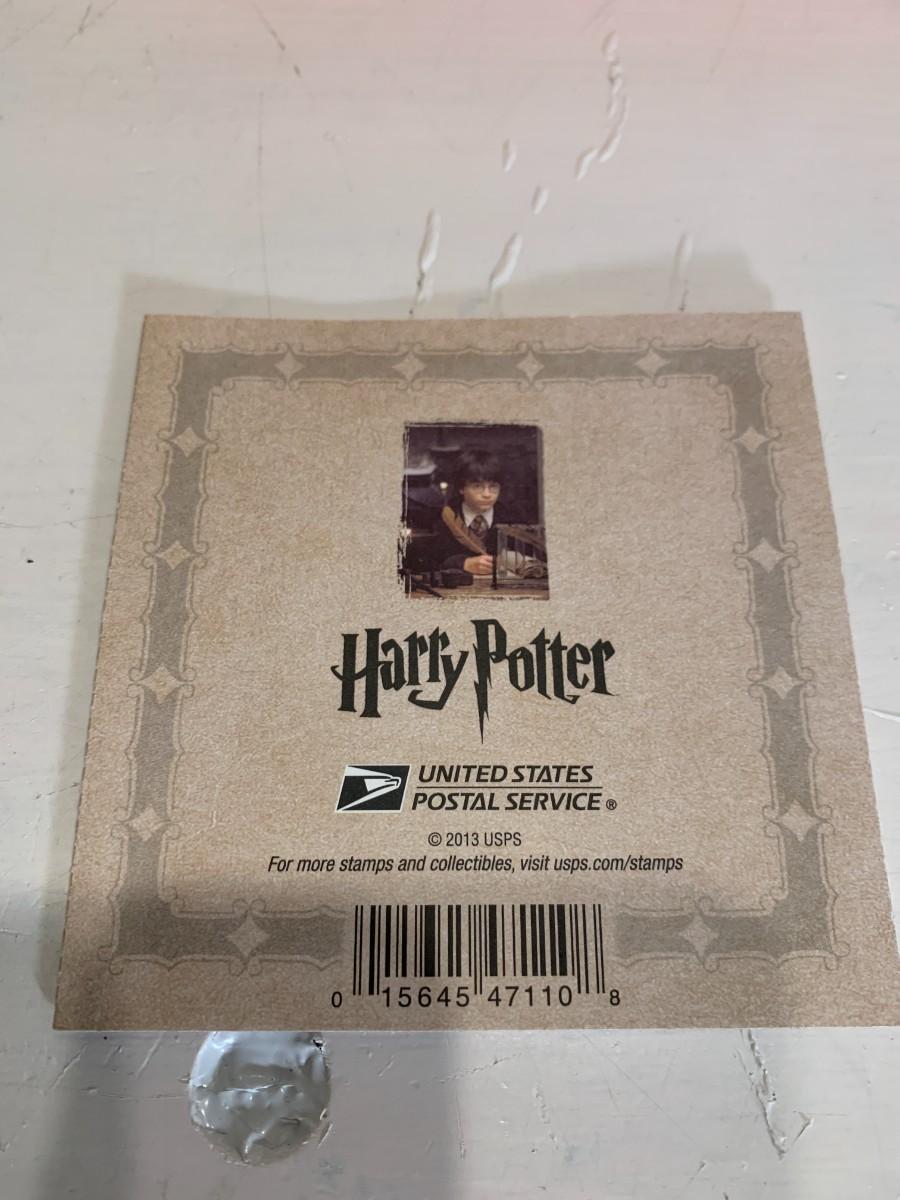 Harry Potter
UNITED STATES
POSTAL SERVICE ®
© 2013 USPS
For more stamps and collectibles, visit usps.com/stamps
0 15645 47110 8